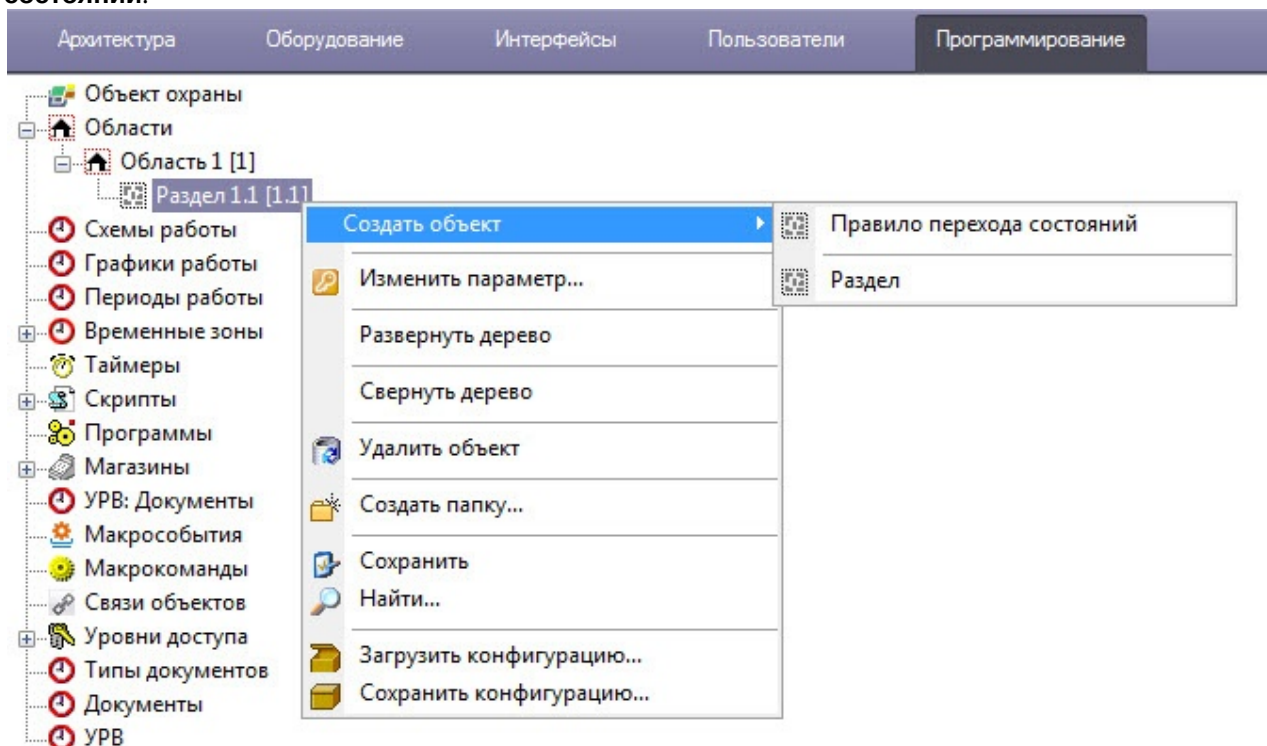 состояний.
Архитектура Оборудование Интерфейсы Пользователи Программирование
Объект охраны
Области
Область 1 [1]
Раздел 1.1 [1.1]
Схемы работы
Графики работы
Периоды работы
Временные зоны
Таймеры
Скрипты
Программы
Магазины
УРВ: Документы
Макрособытия
Макрокоманды
Связи объектов
Уровни доступа
Типы документов
Документы
УРВ
Создать объект
Изменить параметр...
Развернуть дерево
Свернуть дерево
Удалить объект
Создать папку...
Сохранить
Найти...
Загрузить конфигурацию...
Сохранить конфигурацию...
Правило перехода состояний
Раздел